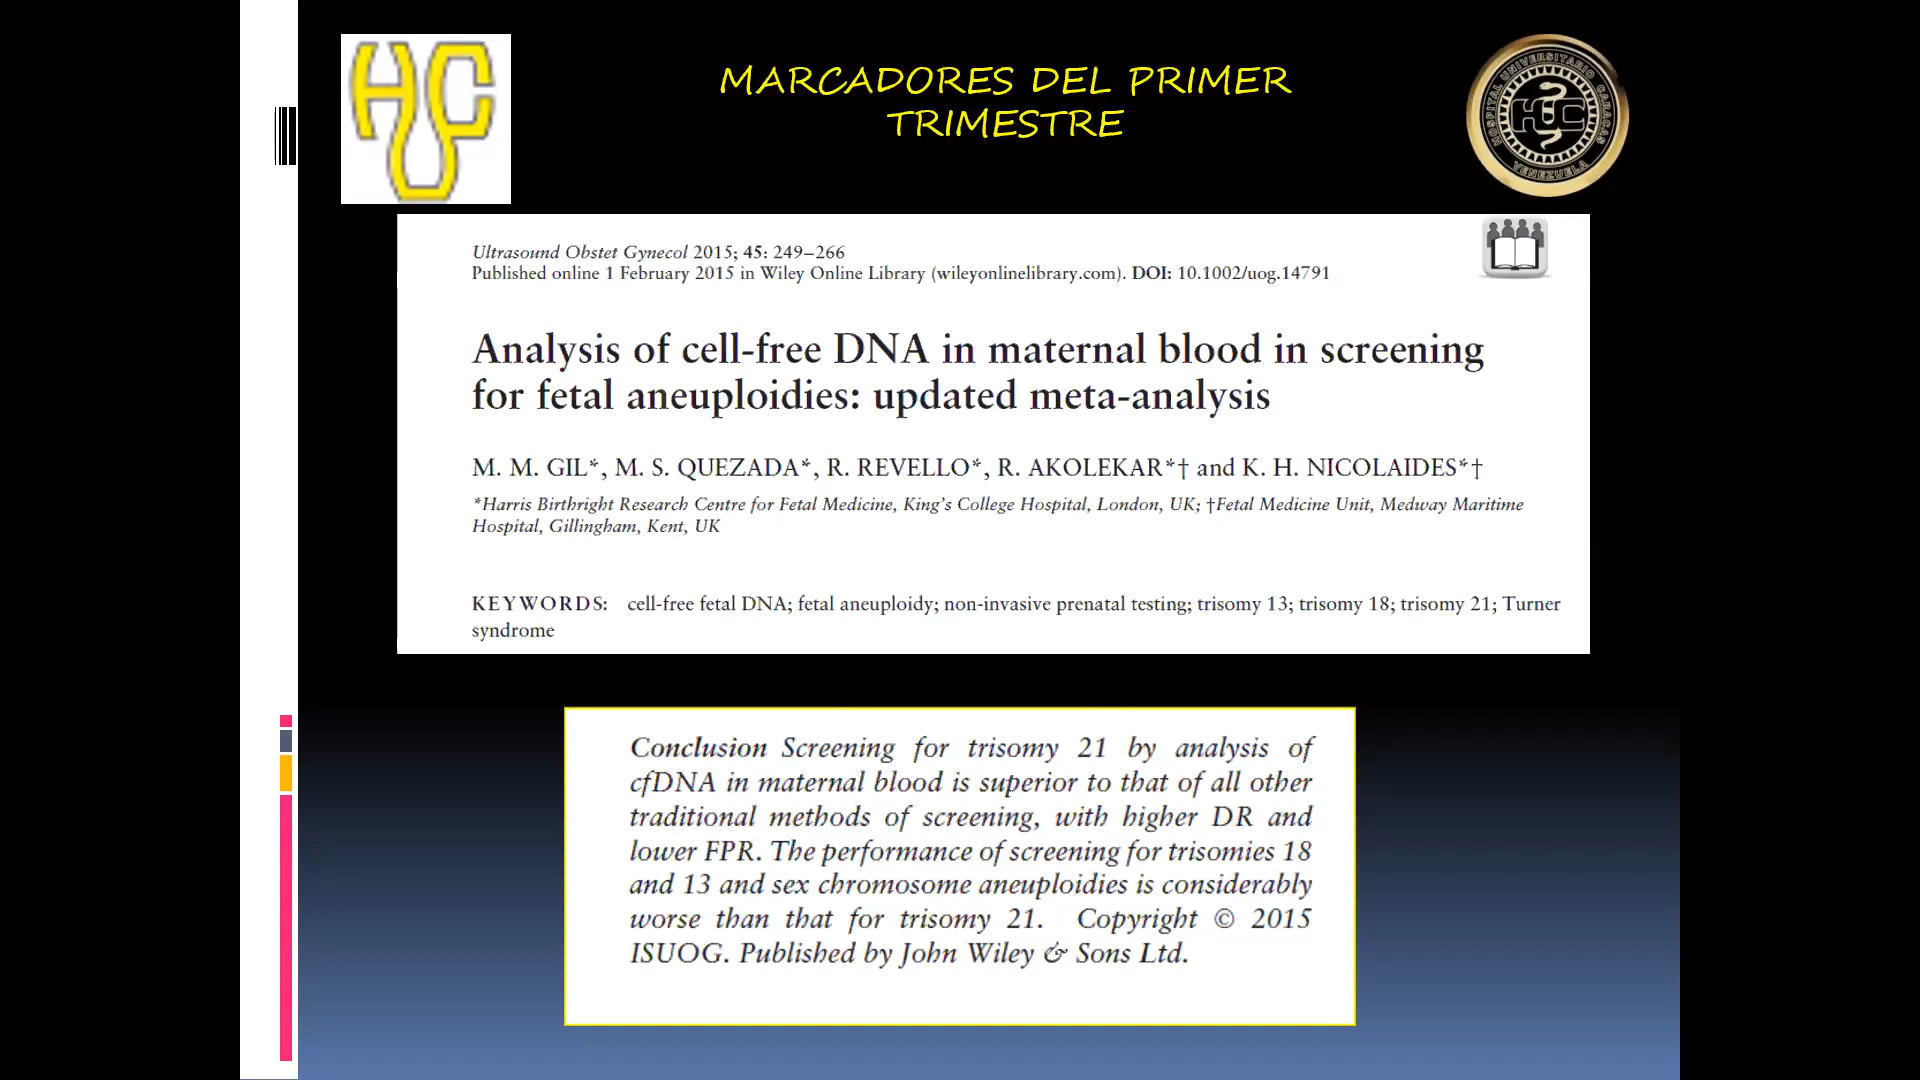 HUC
MARCADORES DEL PRIMER
TRIMESTRE
HOSPITAL UNIVERSITARIO CARACAS
HUC
VENEZUELA
Ultrasound Obstet Gynecol 2015; 45: 249–266
Published online 1 February 2015 in Wiley Online Library (wileyonlinelibrary.com). DOI: 10.1002/uog.14791
Analysis of cell-free DNA in maternal blood in screening
for fetal aneuploidies: updated meta-analysis
M. M. GIL*, M. S. QUEZADA*, R. REVELLO*, R. AKOLEKAR*† and K. H. NICOLAIDES*†
*Harris Birthright Research Centre for Fetal Medicine, King's College Hospital, London, UK; †Fetal Medicine Unit, Medway Maritime
Hospital, Gillingham, Kent, UK
KEYWORDS: cell-free fetal DNA; fetal aneuploidy; non-invasive prenatal testing; trisomy 13; trisomy 18; trisomy 21; Turner
syndrome
Conclusion Screening for trisomy 21 by analysis of
cfDNA in maternal blood is superior to that of all other
traditional methods of screening, with higher DR and
lower FPR. The performance of screening for trisomies 18
and 13 and sex chromosome aneuploidies is considerably
worse than that for trisomy 21. Copyright © 2015
ISUOG. Published by John Wiley & Sons Ltd.